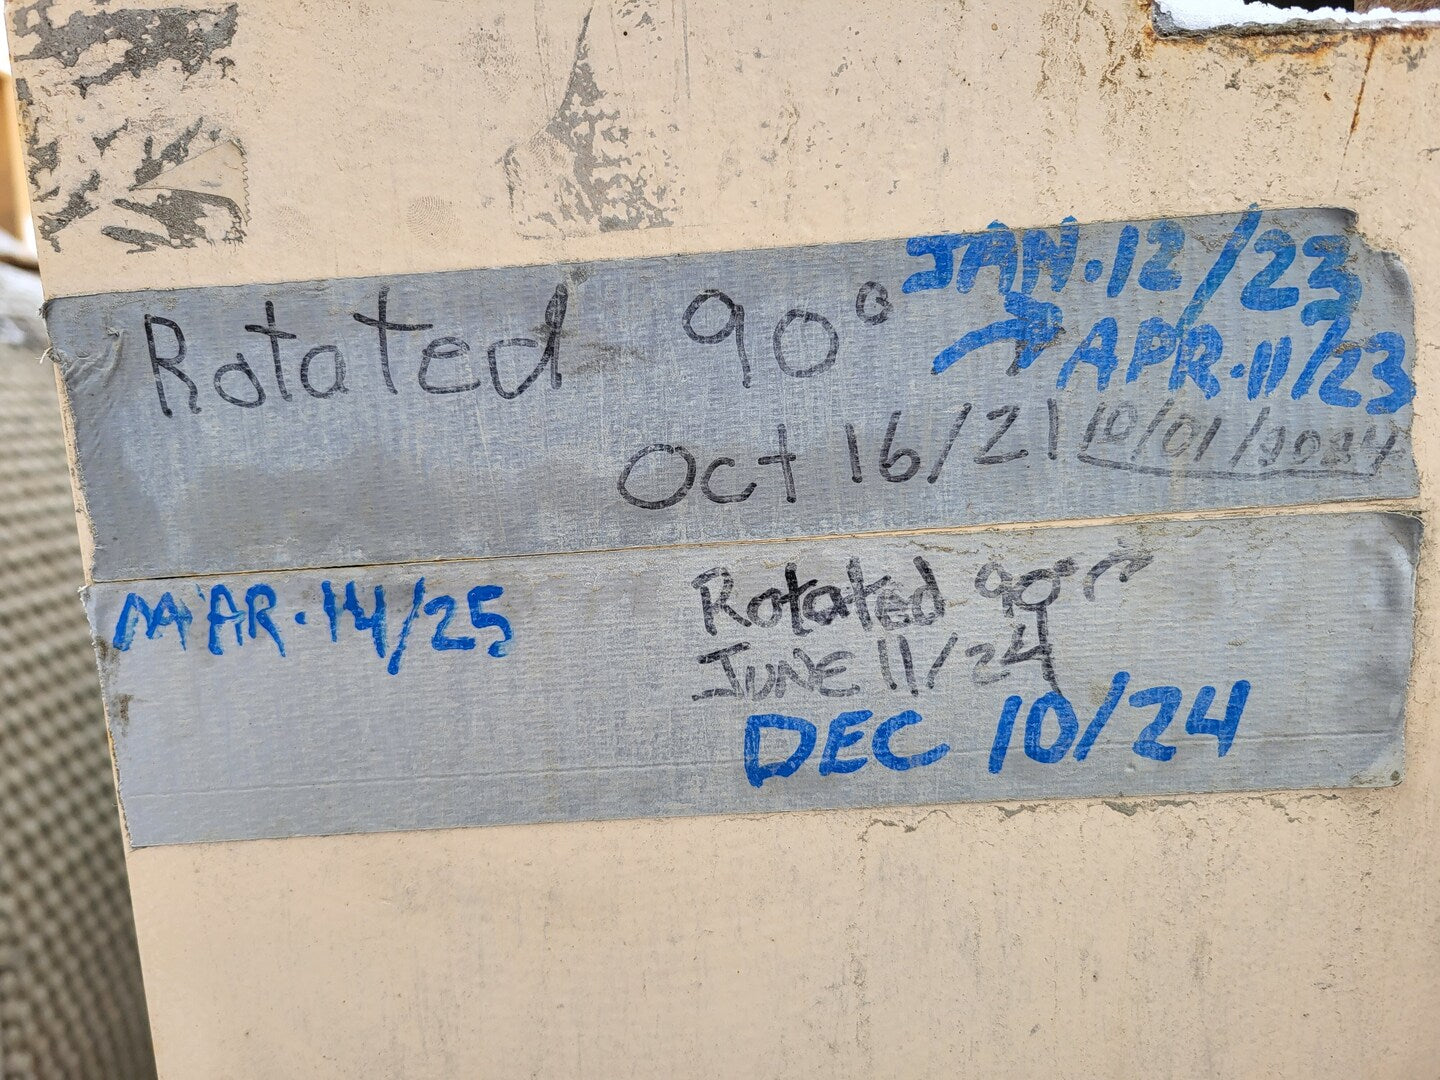 Rotated 90° JAN.12/23
→ APR.11/23
Oct 16/21 10/01/2024
MAR.14/25 Rotated 90° →
JUNE 11/24
DEC 10/24